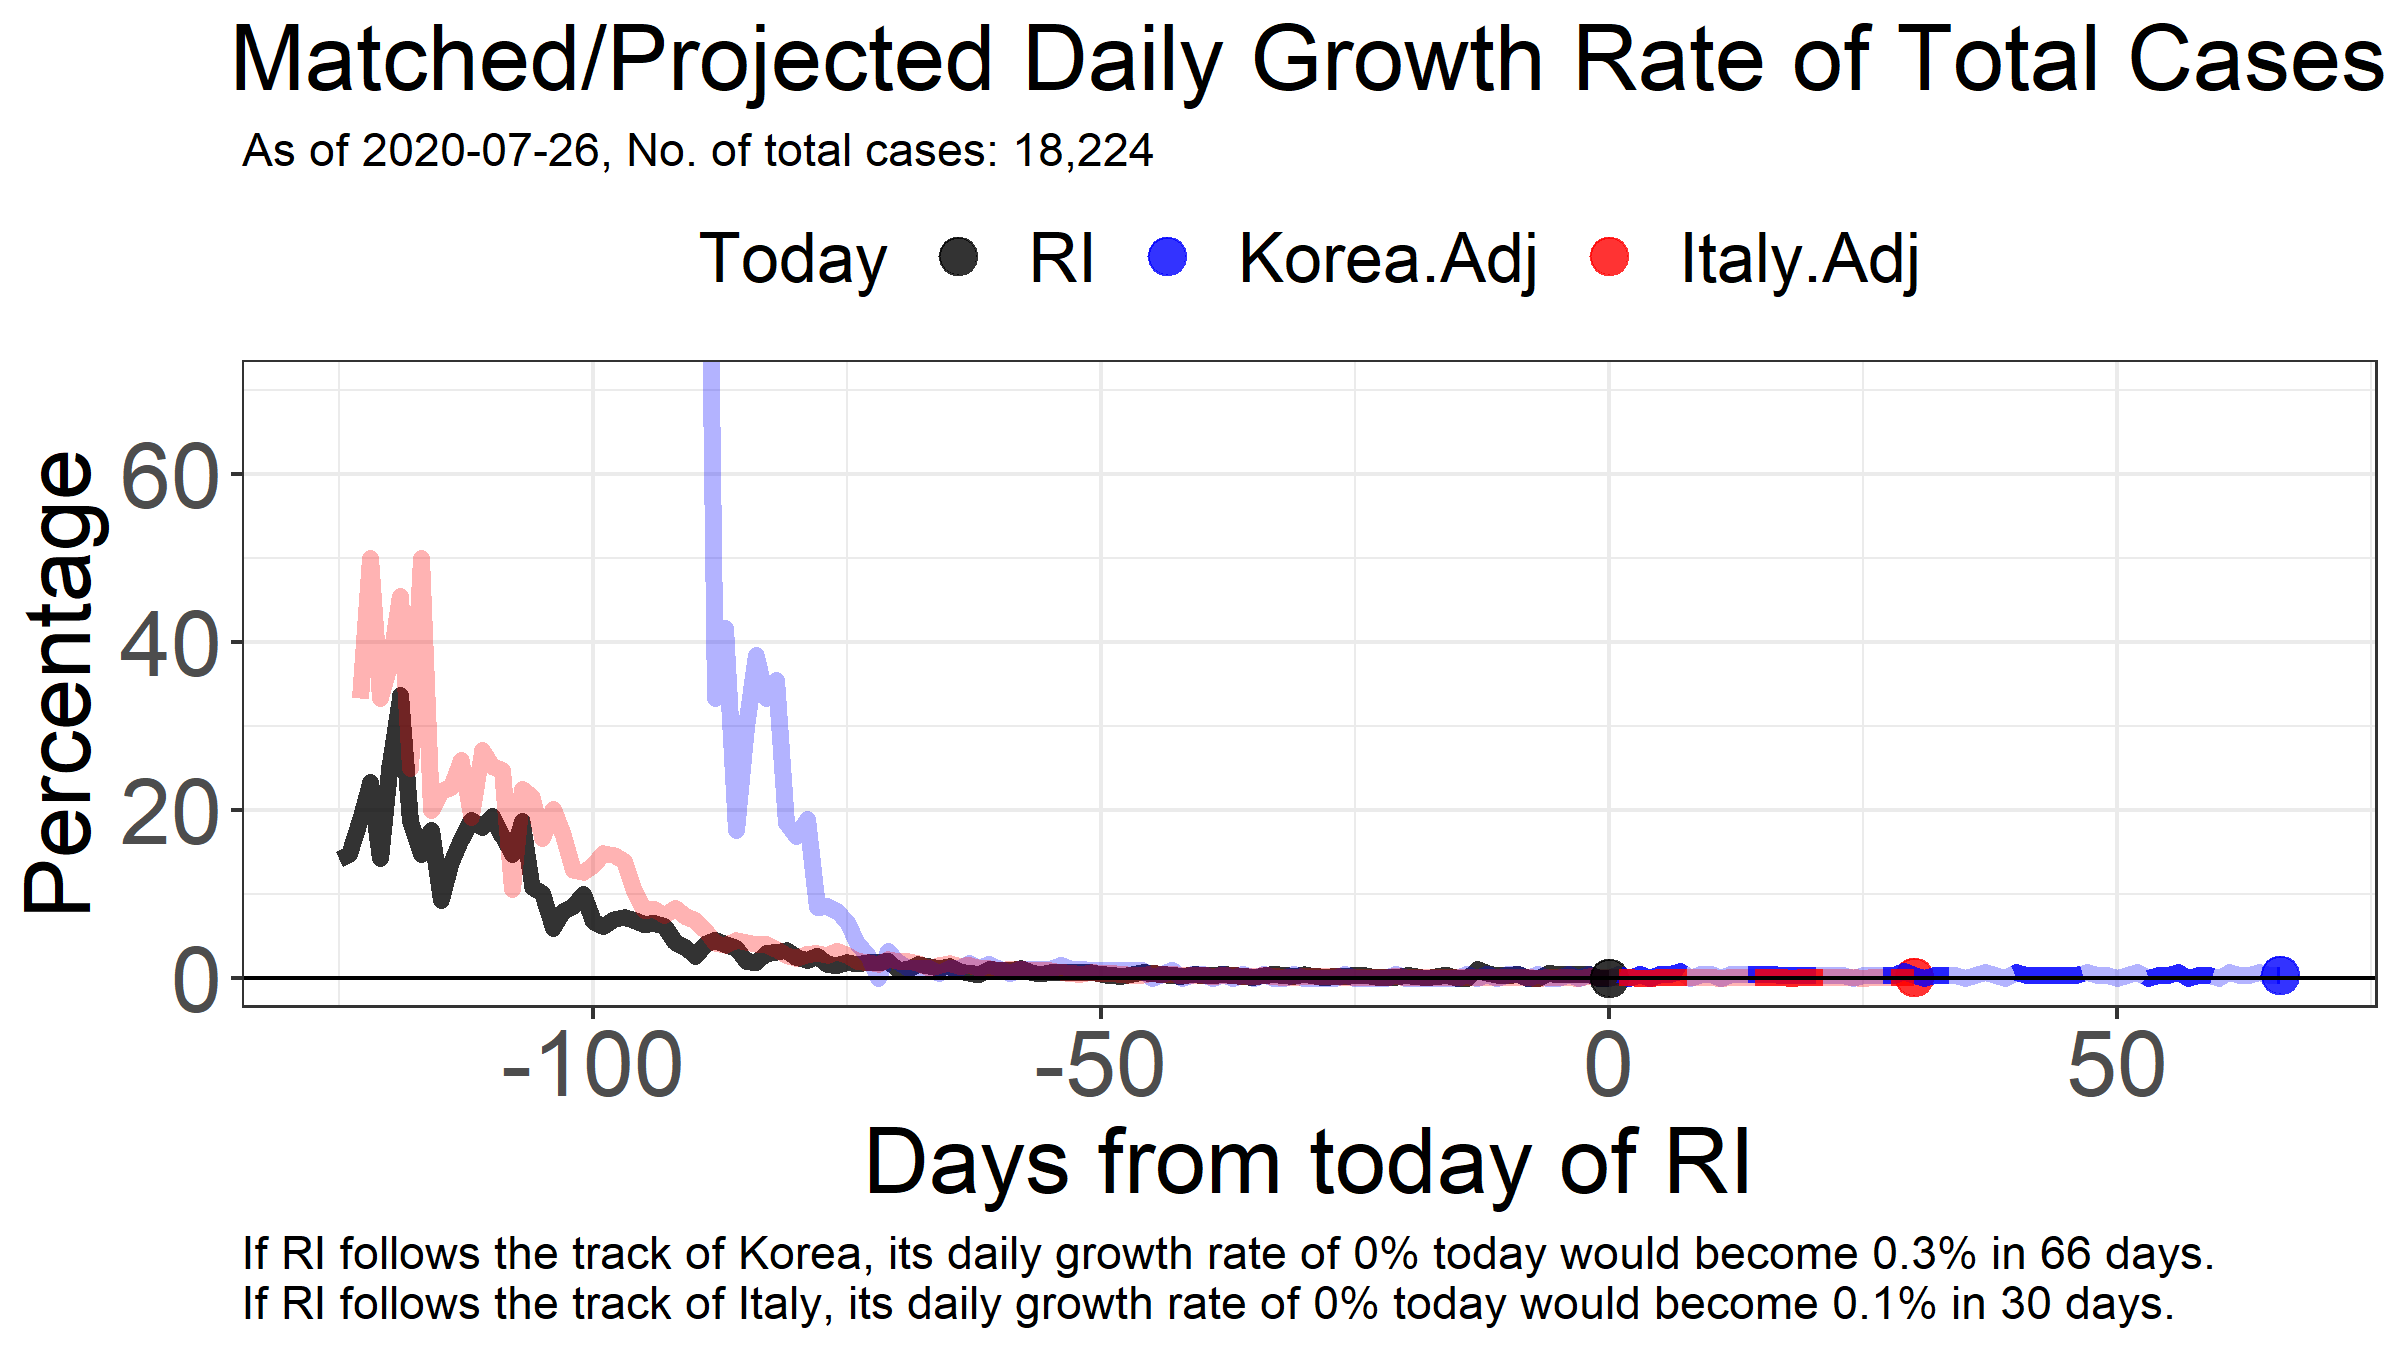 Matched/Projected Daily Growth Rate of Total Cases
As of 2020-07-26, No. of total cases: 18,224
Today RI Korea.Adj Italy.Adj
Percentage
60
40
20
0
-100 -50 0 50
Days from today of RI
If RI follows the track of Korea, its daily growth rate of 0% today would become 0.3% in 66 days.
If RI follows the track of Italy, its daily growth rate of 0% today would become 0.1% in 30 days.